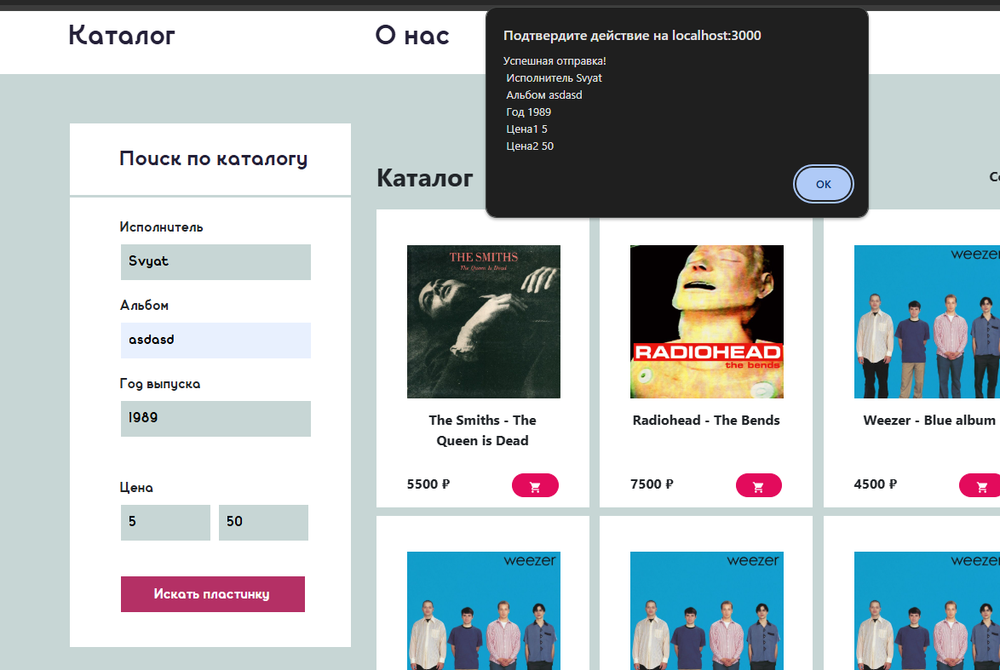 Каталог
О нас
Подтвердите действие на localhost:3000
Успешная отправка!
Исполнитель Svyat
Альбом asdasd
Год 1989
Цена1 5
Цена2 50
ОК
Поиск по каталогу
Исполнитель
Svyat
Альбом
asdasd
Год выпуска
1989
Цена
5
50
Искать пластинку
Каталог
THE SMITHS
The Queen Is Dead
RADIOHEAD
the bends
weezer
The Smiths - The
Queen is Dead
Radiohead - The Bends
Weezer - Blue album
5500 ₽
7500 ₽
4500 ₽
weezer
weezer
weezer